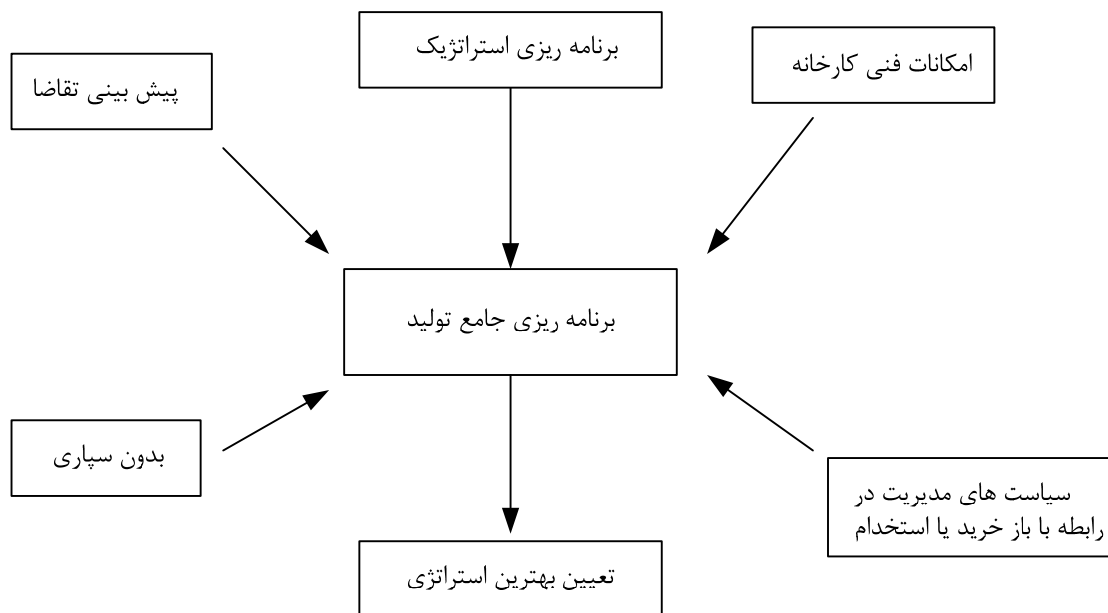 برنامه ریزی استراتژیک
امکانات فنی کارخانه
پیش بینی تقاضا
برنامه ریزی جامع تولید
بدون سپاری
سیاست های مدیریت در
رابطه با باز خرید یا استخدام
تعیین بهترین استراتژی